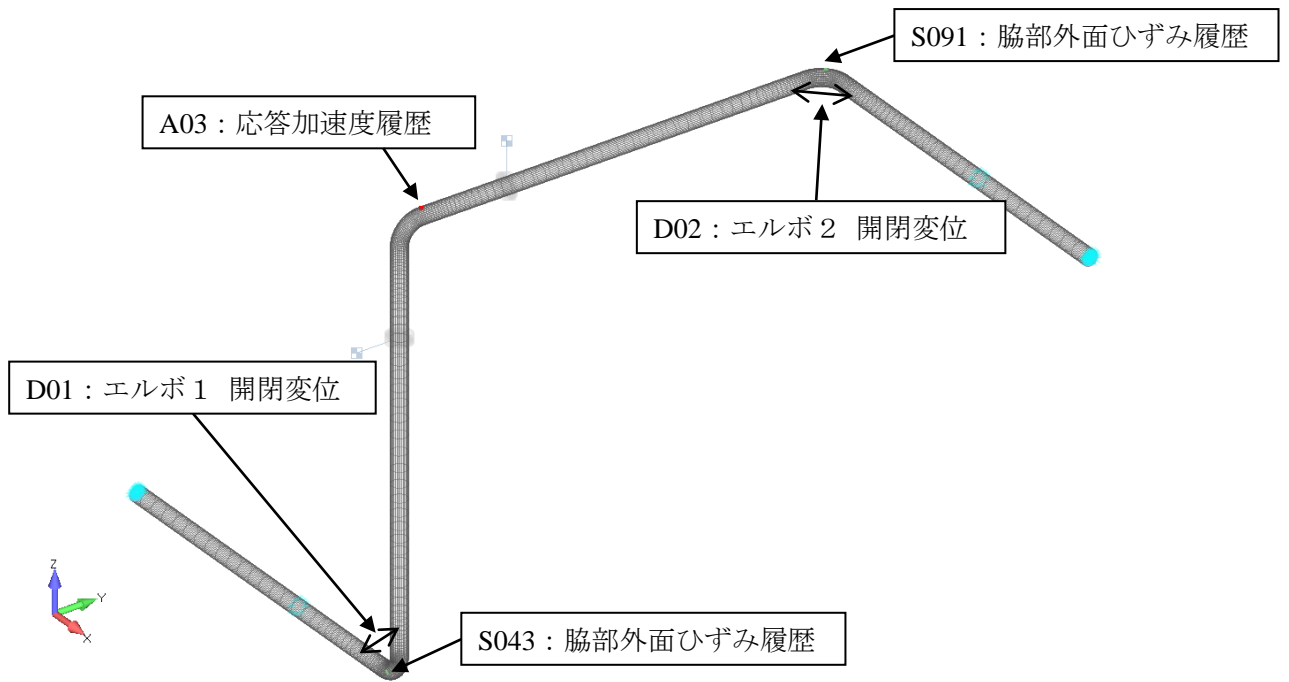 S091：脇部外面ひずみ履歴
A03：応答加速度履歴
D02：エルボ２ 開閉変位
D01：エルボ１ 開閉変位
S043：脇部外面ひずみ履歴
Z
Y
X